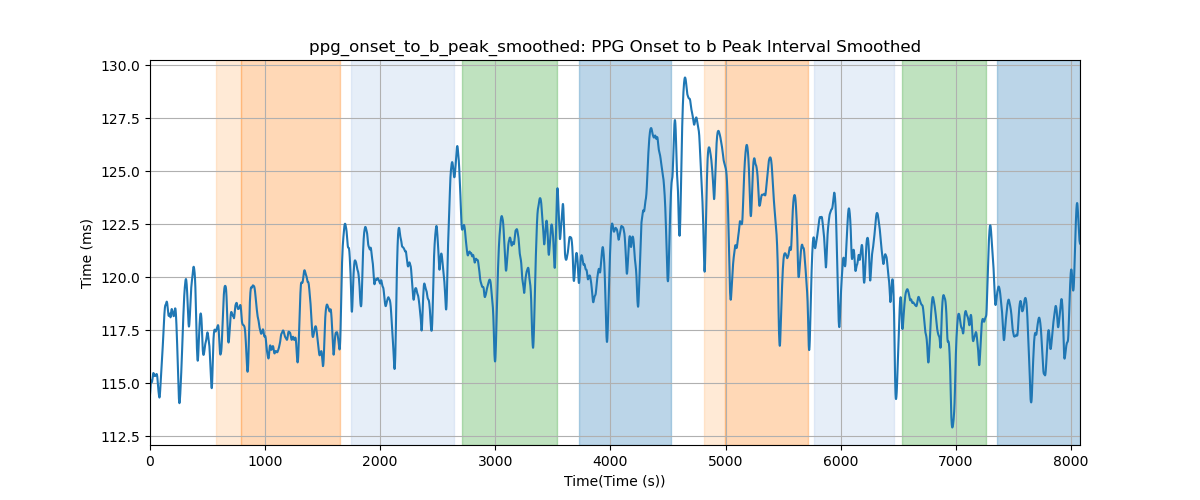 ppg_onset_to_b_peak_smoothed: PPG Onset to b Peak Interval Smoothed
130.0
127.5
125.0
122.5
120.0
117.5
115.0
112.5
Time (ms)
0 1000 2000 3000 4000 5000 6000 7000 8000
Time(Time (s))